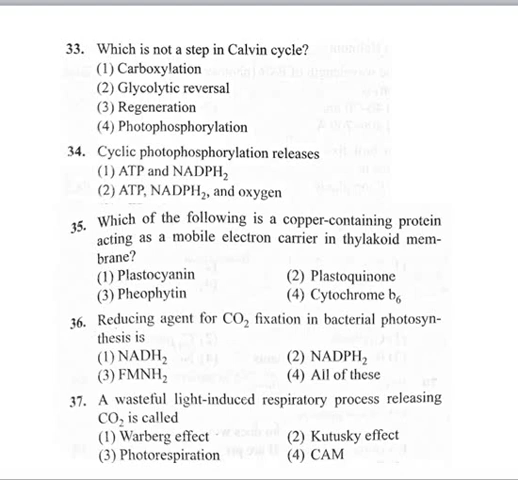 33. Which is not a step in Calvin cycle?
(1) Carboxylation
(2) Glycolytic reversal
(3) Regeneration
(4) Photophosphorylation
34. Cyclic photophosphorylation releases
(1) ATP and NADPH₂
(2) ATP, NADPH₂, and oxygen
35. Which of the following is a copper-containing protein
acting as a mobile electron carrier in thylakoid mem-
brane?
(1) Plastocyanin (2) Plastoquinone
(3) Pheophytin (4) Cytochrome b₆
36. Reducing agent for CO₂ fixation in bacterial photosyn-
thesis is
(1) NADH₂ (2) NADPH₂
(3) FMNH₂ (4) All of these
37. A wasteful light-induced respiratory process releasing
CO₂ is called
(1) Warberg effect (2) Kutusky effect
(3) Photorespiration (4) CAM